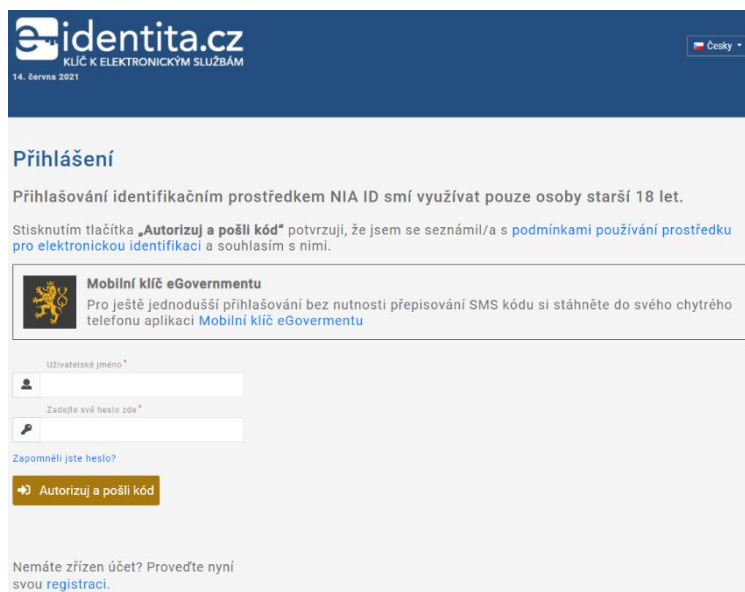 identita.cz
KLÍČ K ELEKTRONICKÝM SLUŽBÁM
14. června 2021
Česky
Přihlášení
Přihlašování identifikačním prostředkem NIA ID smí využívat pouze osoby starší 18 let.
Stisknutím tlačítka „Autorizuj a pošli kód“ potvrzuji, že jsem se seznámil/a s podmínkami používání prostředku
pro elektronickou identifikaci a souhlasím s nimi.
Mobilní klíč eGovernmentu
Pro ještě jednodušší přihlašování bez nutnosti přepisování SMS kódu si stáhněte do svého chytrého
telefonu aplikaci Mobilní klíč eGovermentu
Uživatelské jméno*
Zadejte své heslo zde*
Zapomněli jste heslo?
Autorizuj a pošli kód
Nemáte zřízen účet? Proveďte nyní
svou registraci.